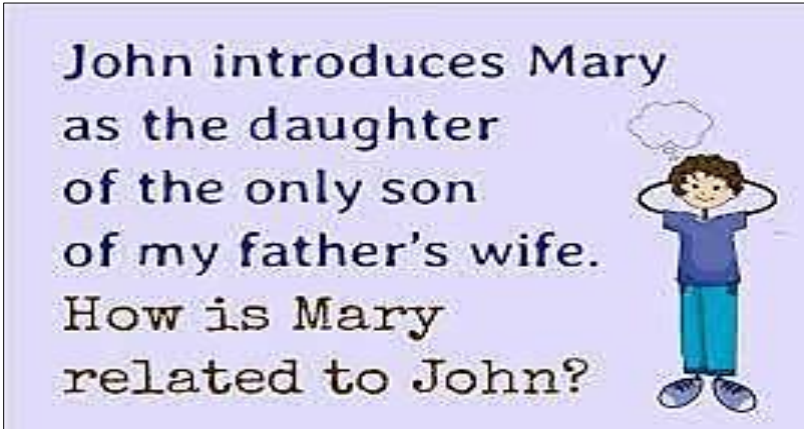 John introduces Mary
as the daughter
of the only son
of my father's wife.
How is Mary
related to John?